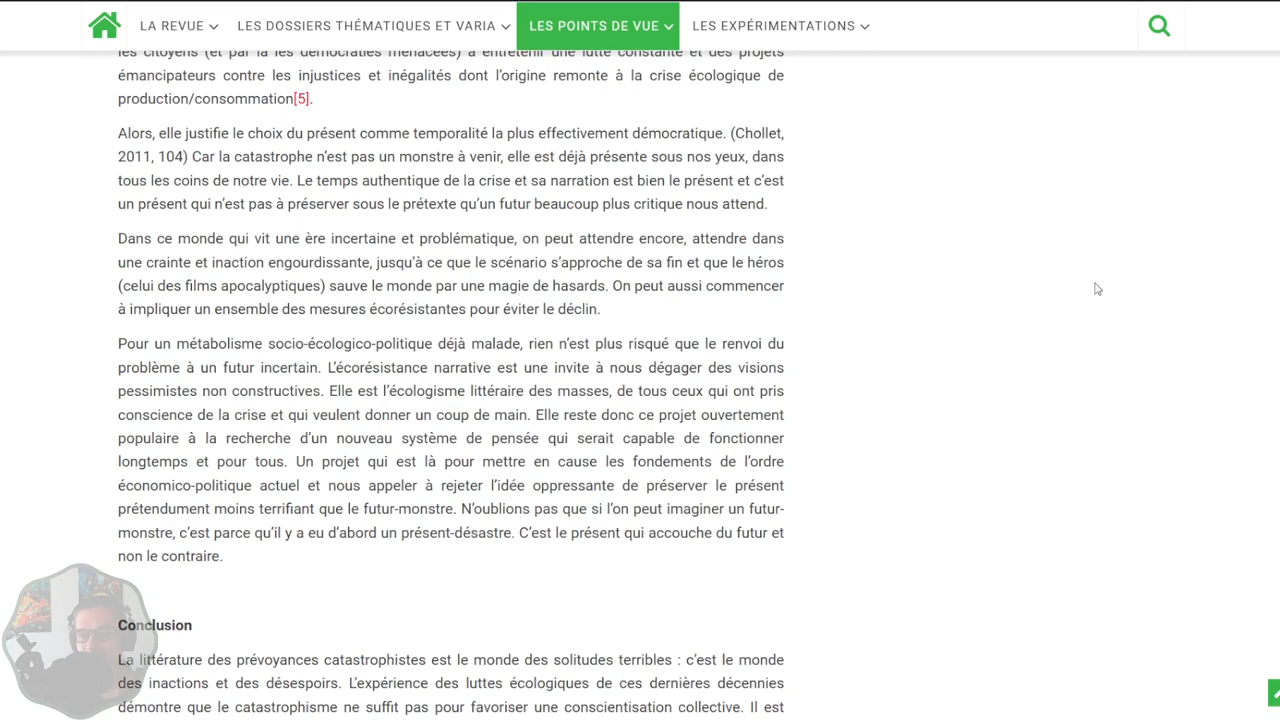 LA REVUE LES DOSSIERS THÉMATIQUES ET VARIA LES POINTS DE VUE LES EXPÉRIMENTATIONS
les citoyens (et par là les démocraties menacées) à entretenir une lutte constante et des projets
émancipateurs contre les injustices et inégalités dont l’origine remonte à la crise écologique de
production/consommation[5].
Alors, elle justifie le choix du présent comme temporalité la plus effectivement démocratique. (Chollet,
2011, 104) Car la catastrophe n’est pas un monstre à venir, elle est déjà présente sous nos yeux, dans
tous les coins de notre vie. Le temps authentique de la crise et sa narration est bien le présent et c’est
un présent qui n’est pas à préserver sous le prétexte qu’un futur beaucoup plus critique nous attend.
Dans ce monde qui vit une ère incertaine et problématique, on peut attendre encore, attendre dans
une crainte et inaction engourdissante, jusqu’à ce que le scénario s’approche de sa fin et que le héros
(celui des films apocalyptiques) sauve le monde par une magie de hasards. On peut aussi commencer
à impliquer un ensemble des mesures écorésistantes pour éviter le déclin.
Pour un métabolisme socio-écologico-politique déjà malade, rien n’est plus risqué que le renvoi du
problème à un futur incertain. L’écorésistance narrative est une invite à nous dégager des visions
pessimistes non constructives. Elle est l’écologisme littéraire des masses, de tous ceux qui ont pris
conscience de la crise et qui veulent donner un coup de main. Elle reste donc ce projet ouvertement
populaire à la recherche d’un nouveau système de pensée qui serait capable de fonctionner
longtemps et pour tous. Un projet qui est là pour mettre en cause les fondements de l’ordre
économico-politique actuel et nous appeler à rejeter l’idée oppressante de préserver le présent
prétendument moins terrifiant que le futur-monstre. N’oublions pas que si l’on peut imaginer un futur-
monstre, c’est parce qu’il y a eu d’abord un présent-désastre. C’est le présent qui accouche du futur et
non le contraire.
Conclusion
La littérature des prévoyances catastrophistes est le monde des solitudes terribles : c’est le monde
des inactions et des désespoirs. L’expérience des luttes écologiques de ces dernières décennies
démontre que le catastrophisme ne suffit pas pour favoriser une conscientisation collective. Il est